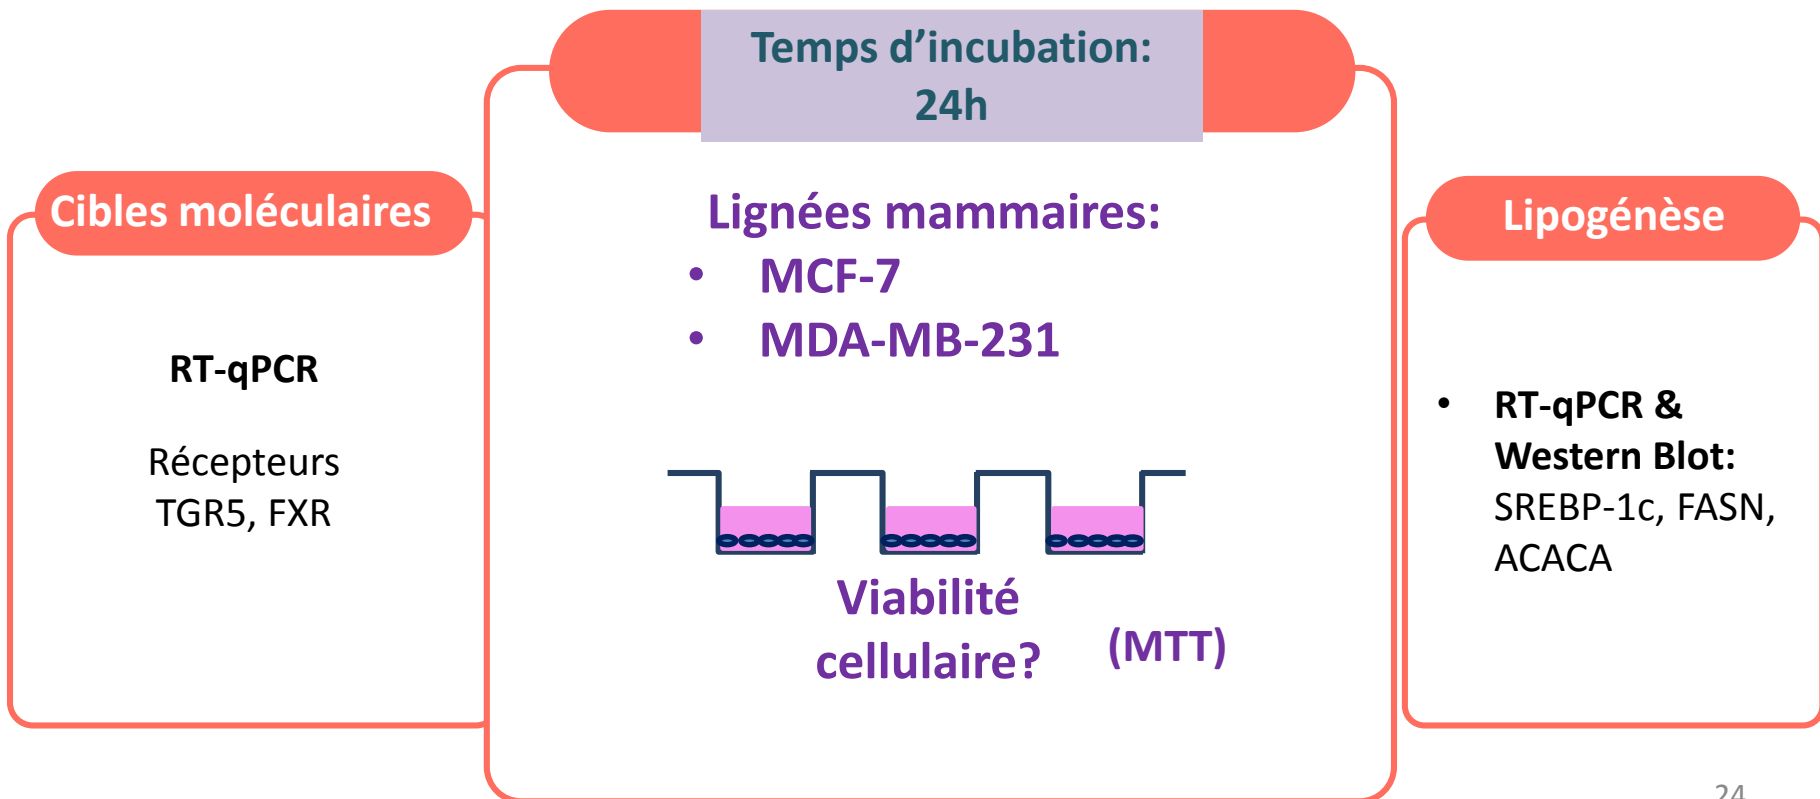 Temps d’incubation:
24h
Cibles moléculaires
RT-qPCR
Récepteurs
TGR5, FXR
Lignées mammaires:
• MCF-7
• MDA-MB-231
Viabilité
cellulaire?
(MTT)
Lipogénèse
• RT-qPCR &
Western Blot:
SREBP-1c, FASN,
ACACA
24